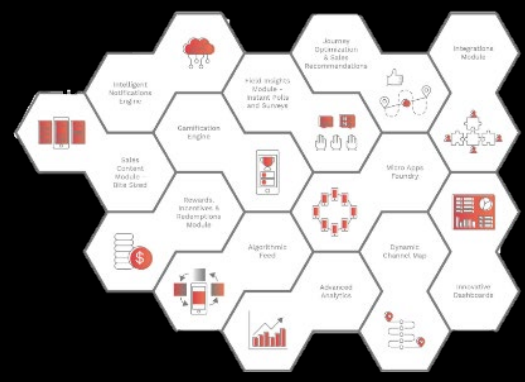 Journey
Optimization
& Sales
Recommendations
Integrations
Module
Intelligent
Notifications
Engine
Field Insights
Module –
Instant Polls
and Surveys
Gamification
Engine
Sales
Content
Module –
Bite Sized
Micro Apps
Foundry
Rewards,
Incentives &
Redemptions
Module
Algorithmic
Feed
Dynamic
Channel Map
Advanced
Analytics
Innovative
Dashboards
$